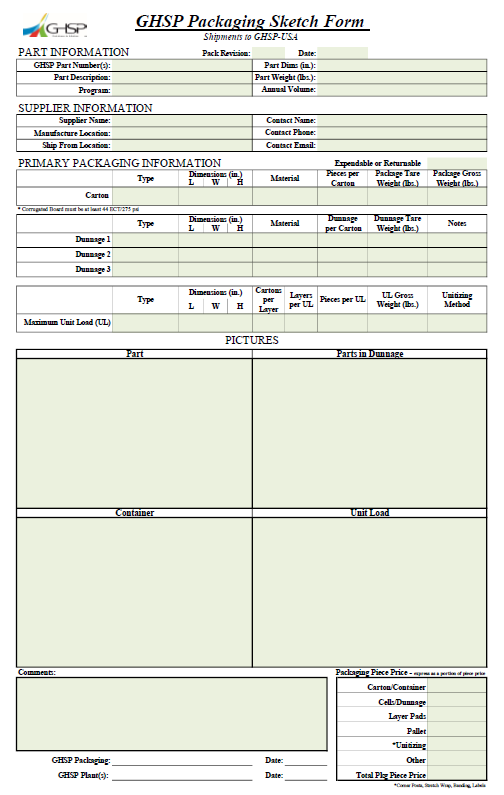 GHSP
GHSP Packaging Sketch Form
Shipments to GHSP-USA
PART INFORMATION Pack Revision: Date:
GHSP Part Number(s): Part Dims (in.):
Part Description: Part Weight (lbs.):
Program: Annual Volume:
SUPPLIER INFORMATION
Supplier Name: Contact Name:
Manufacture Location: Contact Phone:
Ship From Location: Contact Email:
PRIMARY PACKAGING INFORMATION Expendable or Returnable
Type Dimensions (in.) L W H Material Pieces per Carton Package Tare Weight (lbs.) Package Gross Weight (lbs.)
Carton
* Corrugated Board must be at least 44 ECT/275 psi
Type Dimensions (in.) L W H Material Dunnage per Carton Dunnage Tare Weight (lbs.) Notes
Dunnage 1
Dunnage 2
Dunnage 3
Type Dimensions (in.) L W H Cartons per Layer Layers per UL Pieces per UL UL Gross Weight (lbs.) Unitizing Method
Maximum Unit Load (UL)
PICTURES
Part Parts in Dunnage
Container Unit Load
Comments: Packaging Piece Price - express as a portion of piece price
Carton/Container
Cells/Dunnage
Layer Pads
Pallet
*Unitizing
GHSP Packaging: Date: Other
GHSP Plant(s): Date: Total Pkg Piece Price
*Corner Posts, Stretch Wrap, Banding, Labels